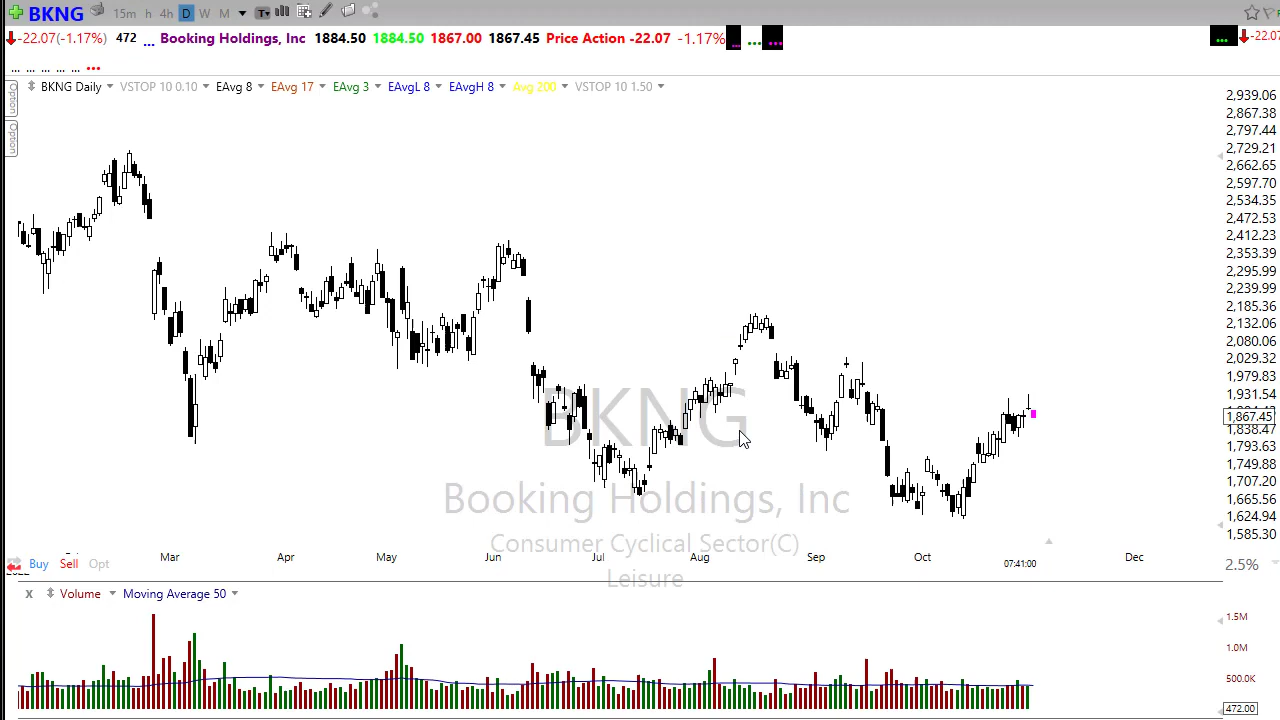 BKNG 15m h 4h D W M
-22.07(-1.17%) 472 ... Booking Holdings, Inc 1884.50 1884.50 1867.00 1867.45 Price Action -22.07 -1.17% ... ... ... ... -22.07
... ... ... ... ... ...
Option
Option
BKNG Daily VSTOP 10 0.10 EAvg 8 EAvg 17 EAvg 3 EAvgL 8 EAvgH 8 Avg 200 VSTOP 10 1.50
2,939.06
2,867.38
2,797.44
2,729.21
2,662.65
2,597.70
2,534.35
2,472.53
2,412.23
2,353.39
2,295.99
2,239.99
2,185.36
2,132.06
2,080.06
2,029.32
1,979.83
1,931.54
1,867.45
1,838.47
1,793.63
1,749.88
1,707.20
1,665.56
1,624.94
1,585.30
BKNG
Booking Holdings, Inc
Consumer Cyclical Sector(C)
Leisure
Mar Apr May Jun Jul Aug Sep Oct Dec
Buy Sell Opt 07:41:00 2.5%
X Volume Moving Average 50
1.5M
1.0M
500.0K
472.00